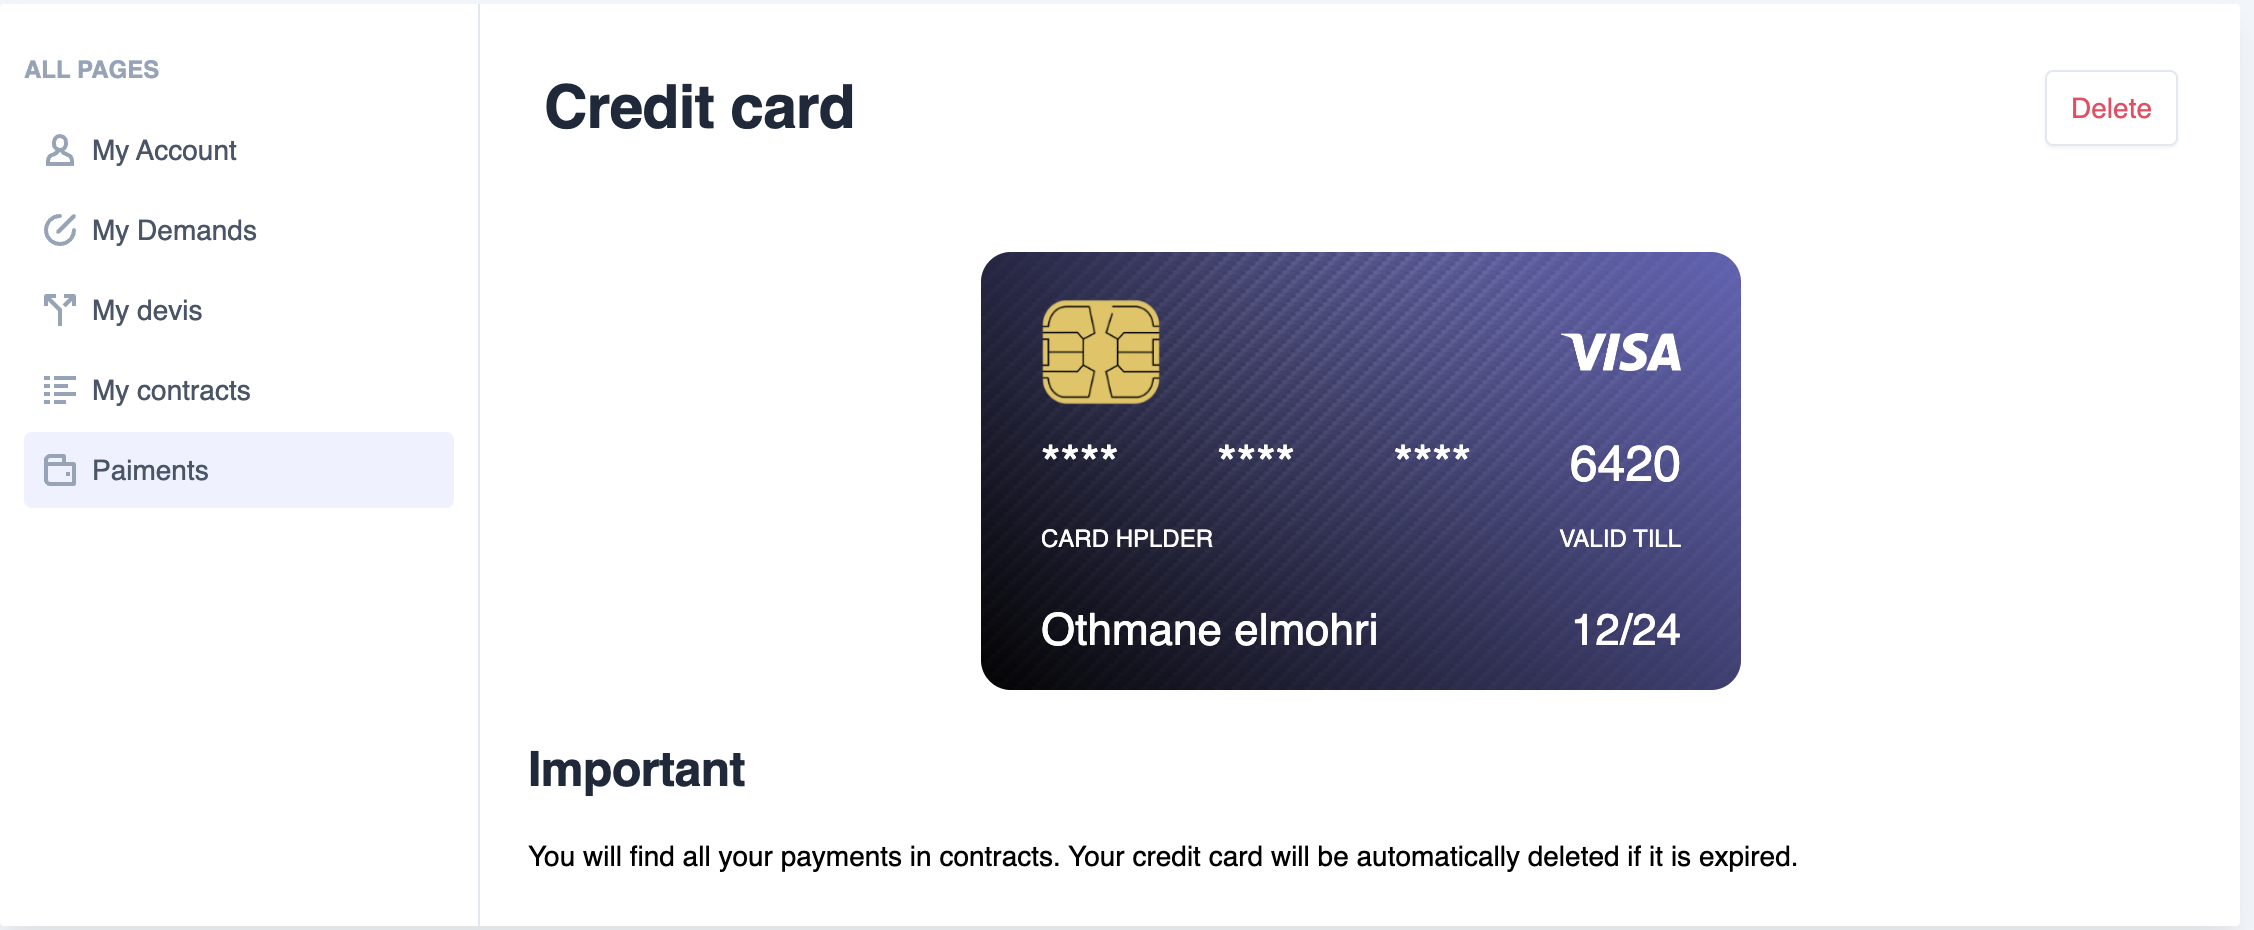 ALL PAGES
My Account
My Demands
My devis
My contracts
Paiments
Credit card
Delete
VISA
**** **** **** 6420
CARD HPLDER VALID TILL
Othmane elmohri 12/24
Important
You will find all your payments in contracts. Your credit card will be automatically deleted if it is expired.